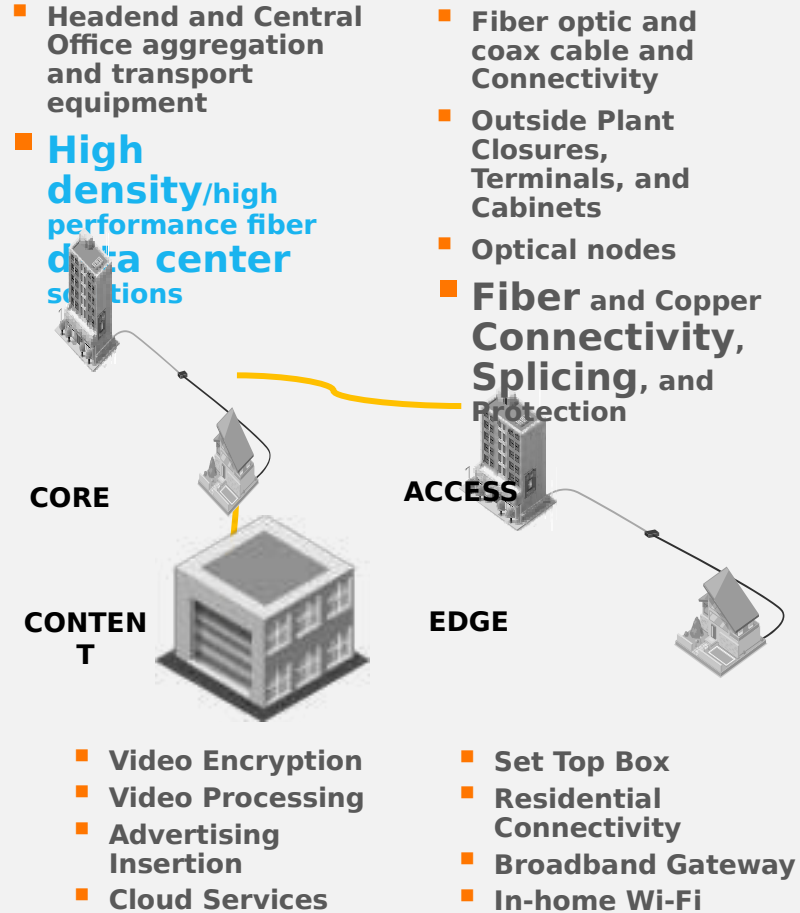 Headend and Central
Office aggregation
and transport
equipment
High
density/high
performance fiber
data center
solutions
Fiber optic and
coax cable and
Connectivity
Outside Plant
Closures,
Terminals, and
Cabinets
Optical nodes
Fiber and Copper
Connectivity,
Splicing, and
Protection
CORE
ACCESS
CONTEN
T
EDGE
Video Encryption
Video Processing
Advertising
Insertion
Cloud Services
Set Top Box
Residential
Connectivity
Broadband Gateway
In-home Wi-Fi